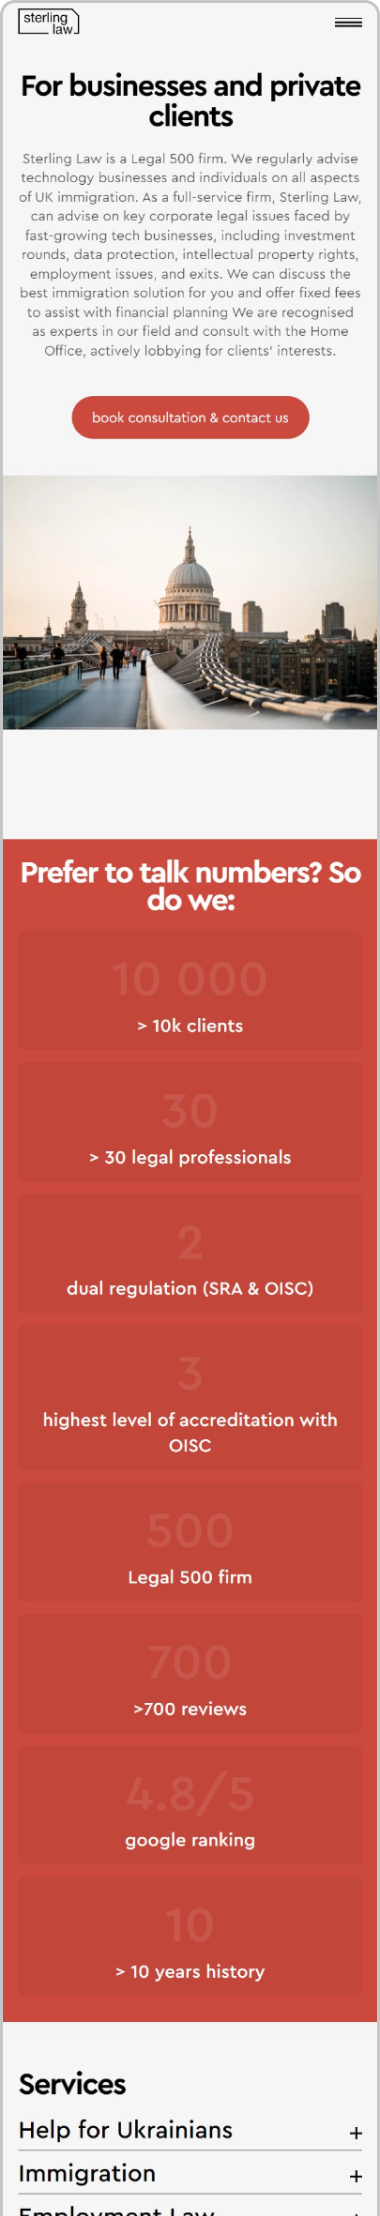 sterling
law
For businesses and private
clients
Sterling Law is a Legal 500 firm. We regularly advise
technology businesses and individuals on all aspects
of UK immigration. As a full-service firm, Sterling Law,
can advise on key corporate legal issues faced by
fast-growing tech businesses, including investment
rounds, data protection, intellectual property rights,
employment issues, and exits. We can discuss the
best immigration solution for you and offer fixed fees
to assist with financial planning We are recognised
as experts in our field and consult with the Home
Office, actively lobbying for clients' interests.
book consultation & contact us
Prefer to talk numbers? So
do we:
10 000
> 10k clients
30
> 30 legal professionals
2
dual regulation (SRA & OISC)
3
highest level of accreditation with
OISC
500
Legal 500 firm
700
>700 reviews
4.8/5
google ranking
10
> 10 years history
Services
Help for Ukrainians +
Immigration +
Employment Law